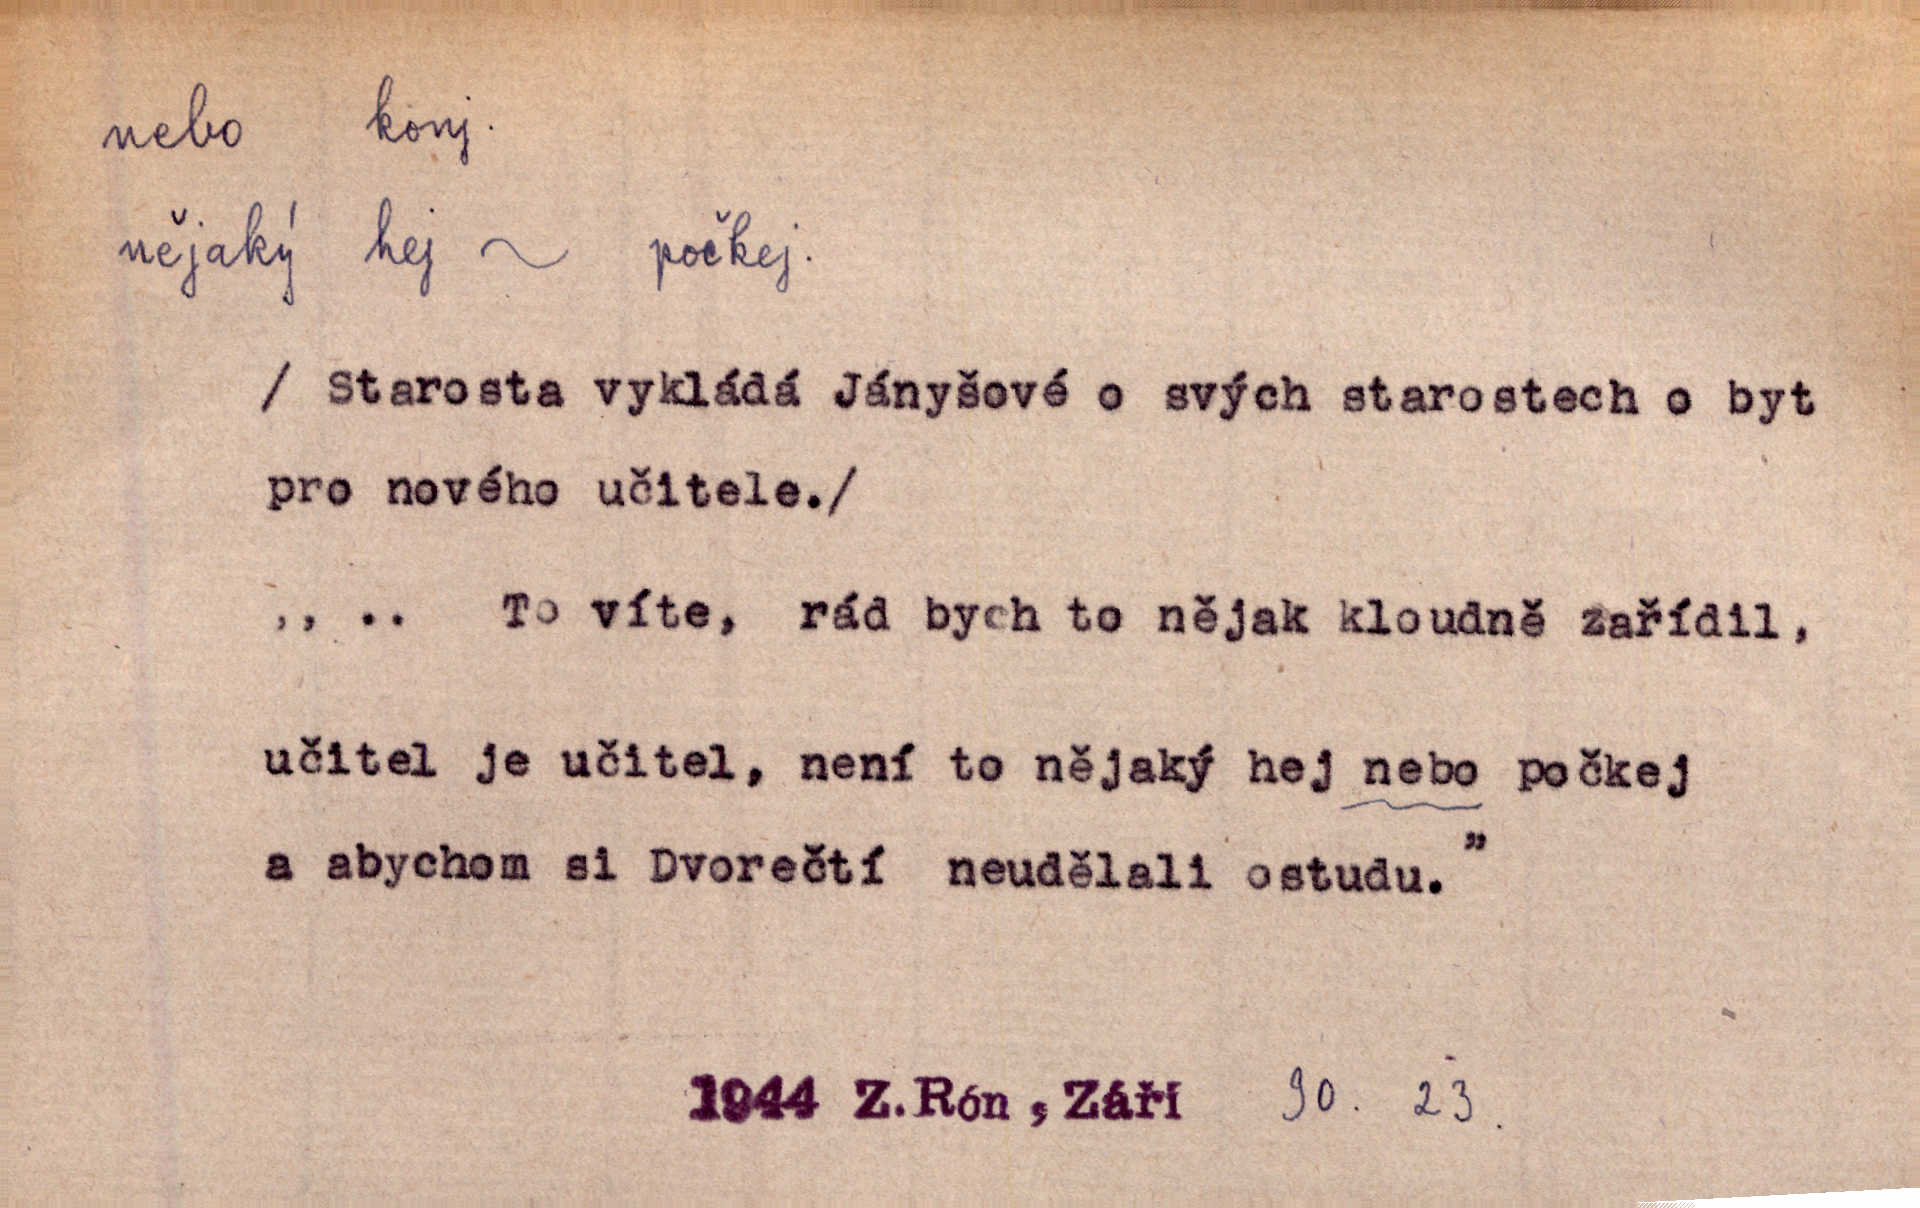 nebo konj.
nějaký hej ~ počkej.
/ Starosta vykládá Jányšové o svých starostech o byt
pro nového učitele./
,, .. To víte, rád bych to nějak kloudně zařídil,
učitel je učitel, není to nějaký hej nebo počkej
a abychom si Dvorečtí neudělali ostudu.”
1944 Z.Rón, Září 90. 23.